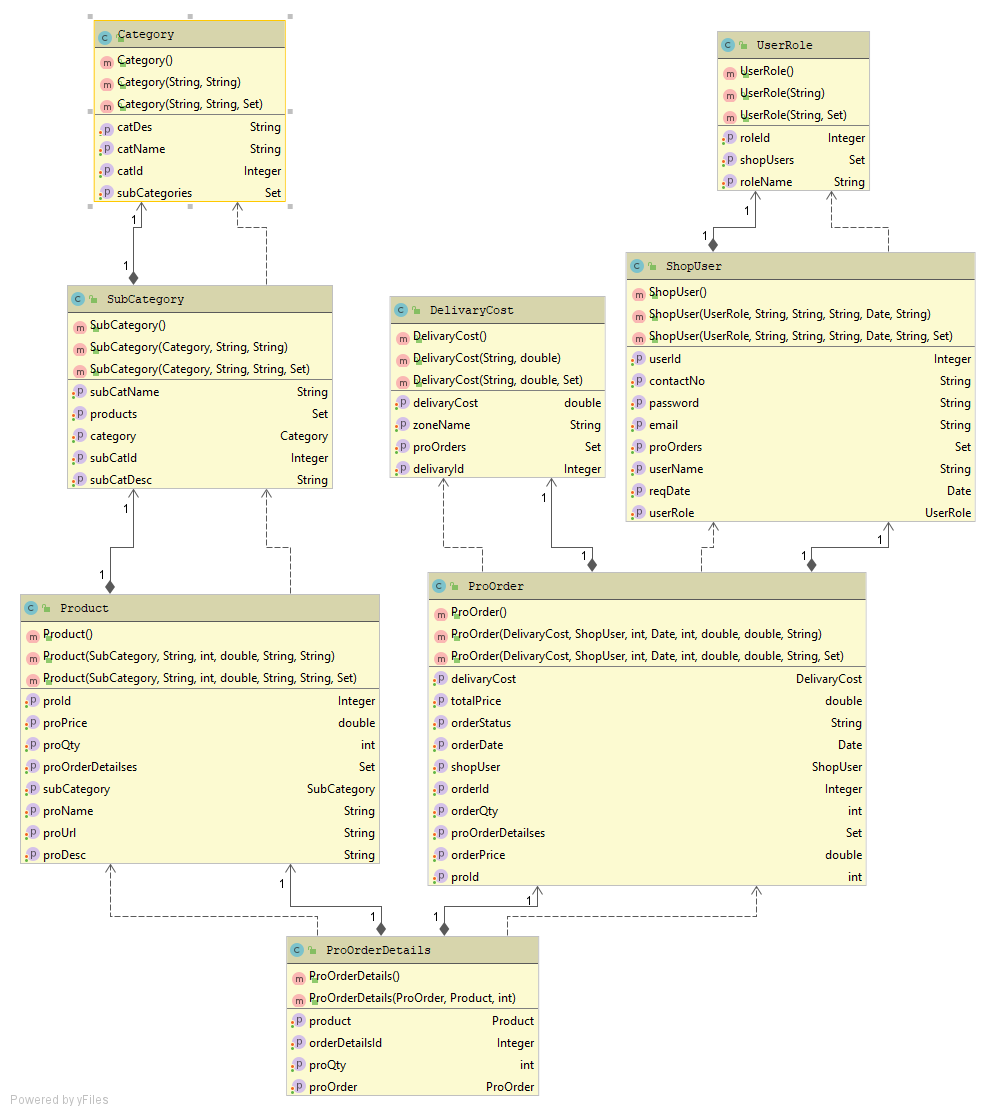 Category
Category()
Category(String, String)
Category(String, String, Set)
catDes String
catName String
catId Integer
subCategories Set
UserRole
UserRole()
UserRole(String)
UserRole(String, Set)
roleId Integer
shopUsers Set
roleName String
1
1
1
1
SubCategory
SubCategory()
SubCategory(Category, String, String)
SubCategory(Category, String, String, Set)
subCatName String
products Set
category Category
subCatId Integer
subCatDesc String
DelivaryCost
DelivaryCost()
DelivaryCost(String, double)
DelivaryCost(String, double, Set)
delivaryCost double
zoneName String
proOrders Set
delivaryId Integer
ShopUser
ShopUser()
ShopUser(UserRole, String, String, String, Date, String)
ShopUser(UserRole, String, String, String, Date, String, Set)
userId Integer
contactNo String
password String
email String
proOrders Set
userName String
reqDate Date
userRole UserRole
1
1
1
1
1
1
Product
Product()
Product(SubCategory, String, int, double, String, String)
Product(SubCategory, String, int, double, String, String, Set)
proId Integer
proPrice double
proQty int
proOrderDetailses Set
subCategory SubCategory
proName String
proUrl String
proDesc String
ProOrder
ProOrder()
ProOrder(DelivaryCost, ShopUser, int, Date, int, double, double, String)
ProOrder(DelivaryCost, ShopUser, int, Date, int, double, double, String, Set)
delivaryCost DelivaryCost
totalPrice double
orderStatus String
orderDate Date
shopUser ShopUser
orderId Integer
orderQty int
proOrderDetailses Set
orderPrice double
proId int
1
1
1
1
ProOrderDetails
ProOrderDetails()
ProOrderDetails(ProOrder, Product, int)
product Product
orderDetailsId Integer
proQty int
proOrder ProOrder
Powered by yFiles